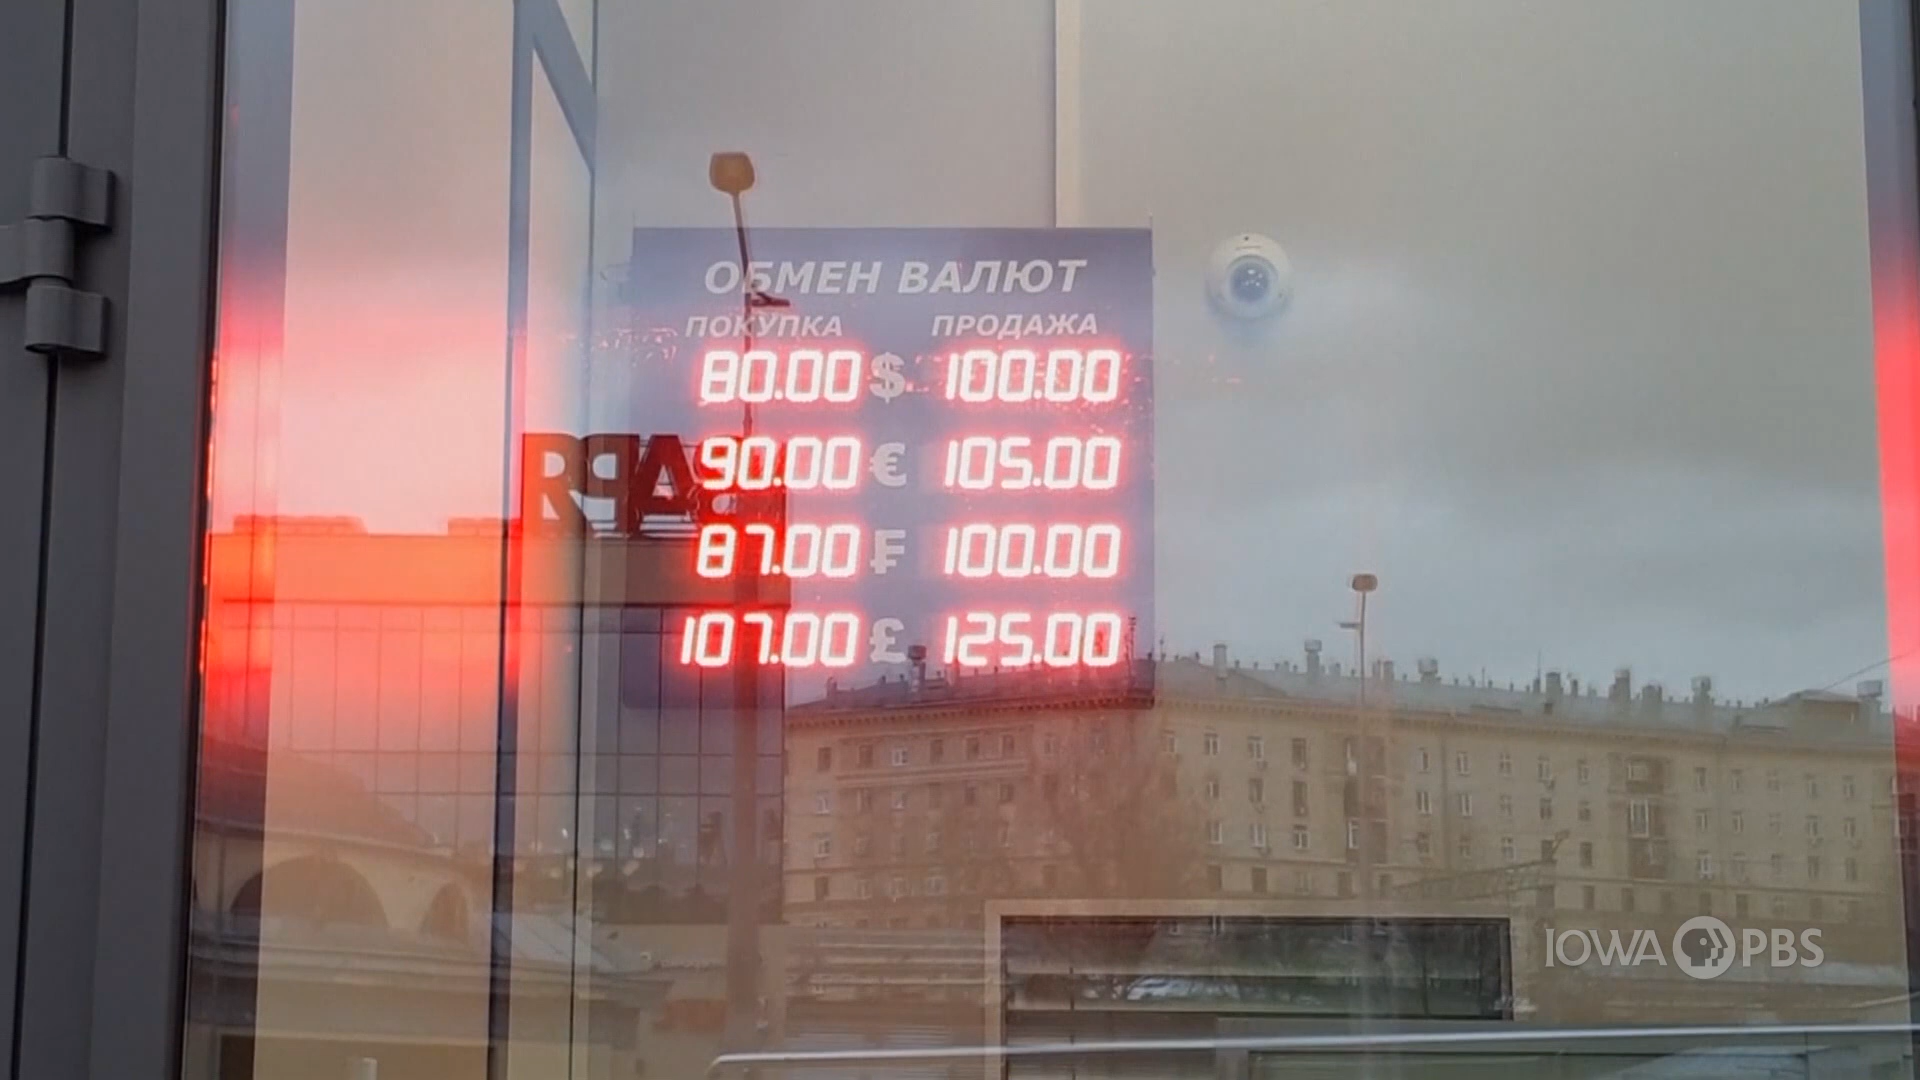 ОБМЕН ВАЛЮТ
ПОКУПКА ПРОДАЖА
80.00 $ 100.00
90.00 € 105.00
87.00 ₣ 100.00
107.00 £ 125.00
IOWA PBS